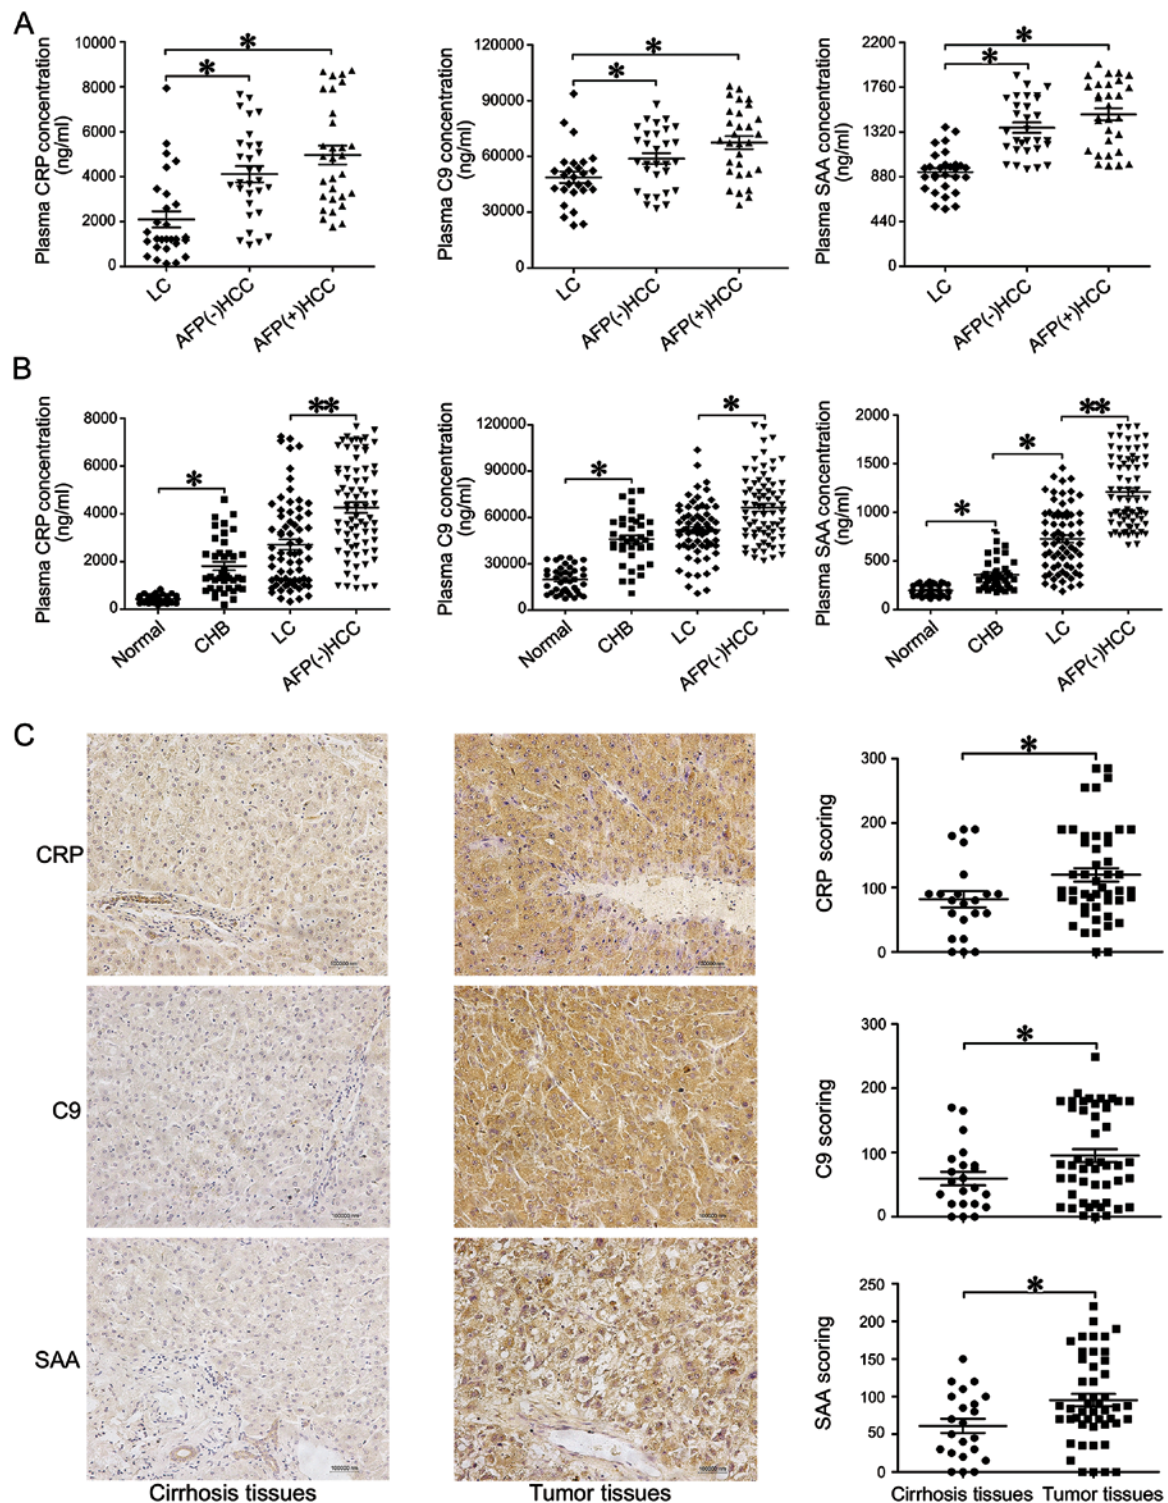 A
Plasma CRP concentration
(ng/ml)
10000
8000
6000
4000
2000
0
*
*
LC
AFP(-)HCC
AFP(+)HCC
Plasma C9 concentration
(ng/ml)
120000
90000
60000
30000
0
*
*
LC
AFP(-)HCC
AFP(+)HCC
Plasma SAA concentration
(ng/ml)
2200
1760
1320
880
440
0
*
*
LC
AFP(-)HCC
AFP(+)HCC
B
Plasma CRP concentration
(ng/ml)
8000
6000
4000
2000
0
*
**
Normal
CHB
LC
AFP(-)HCC
Plasma C9 concentration
(ng/ml)
120000
90000
60000
30000
0
*
*
Normal
CHB
LC
AFP(-)HCC
Plasma SAA concentration
(ng/ml)
2000
1500
1000
500
0
*
*
**
Normal
CHB
LC
AFP(-)HCC
C
CRP
CRP scoring
300
200
100
0
*
C9
C9 scoring
300
200
100
0
*
SAA
SAA scoring
250
200
150
100
50
0
*
Cirrhosis tissues
Tumor tissues
Cirrhosis tissues Tumor tissues